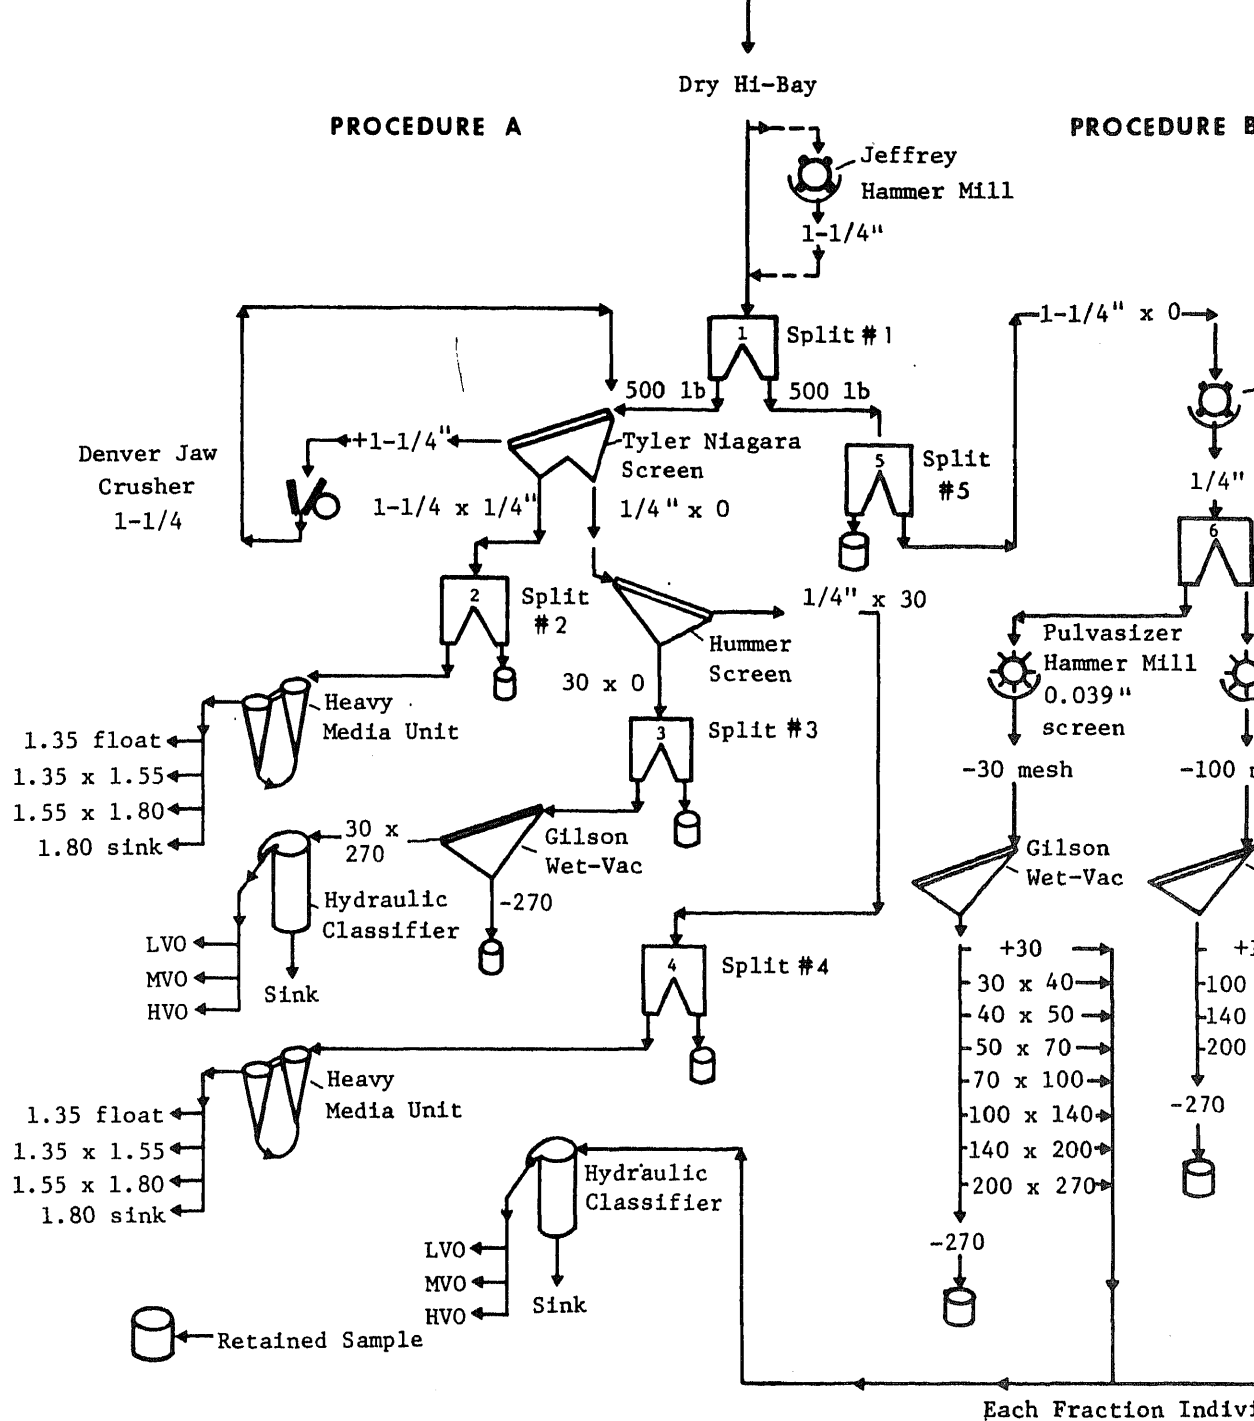 Dry Hi-Bay
PROCEDURE A
PROCEDURE B
Jeffrey
Hammer Mill
1-1/4"
1
Split #1
1-1/4" x 0
500 lb
500 lb
+1-1/4"
Tyler Niagara
Screen
Denver Jaw
Crusher
1-1/4
1-1/4 x 1/4"
1/4" x 0
5
Split
#5
1/4"
6
2
Split
#2
1/4" x 30
Hummer
Screen
30 x 0
Pulvasizer
Hammer Mill
0.039"
screen
Heavy
Media Unit
1.35 float
1.35 x 1.55
1.55 x 1.80
1.80 sink
3
Split #3
-30 mesh
-100
30 x
270
Gilson
Wet-Vac
-270
Gilson
Wet-Vac
Hydraulic
Classifier
LVO
MVO
HVO
Sink
4
Split #4
+30
30 x 40
40 x 50
50 x 70
70 x 100
100 x 140
140 x 200
200 x 270
-270
100
140
200
-270
Heavy
Media Unit
1.35 float
1.35 x 1.55
1.55 x 1.80
1.80 sink
Hydraulic
Classifier
LVO
MVO
HVO
Sink
Retained Sample
Each Fraction Indivi